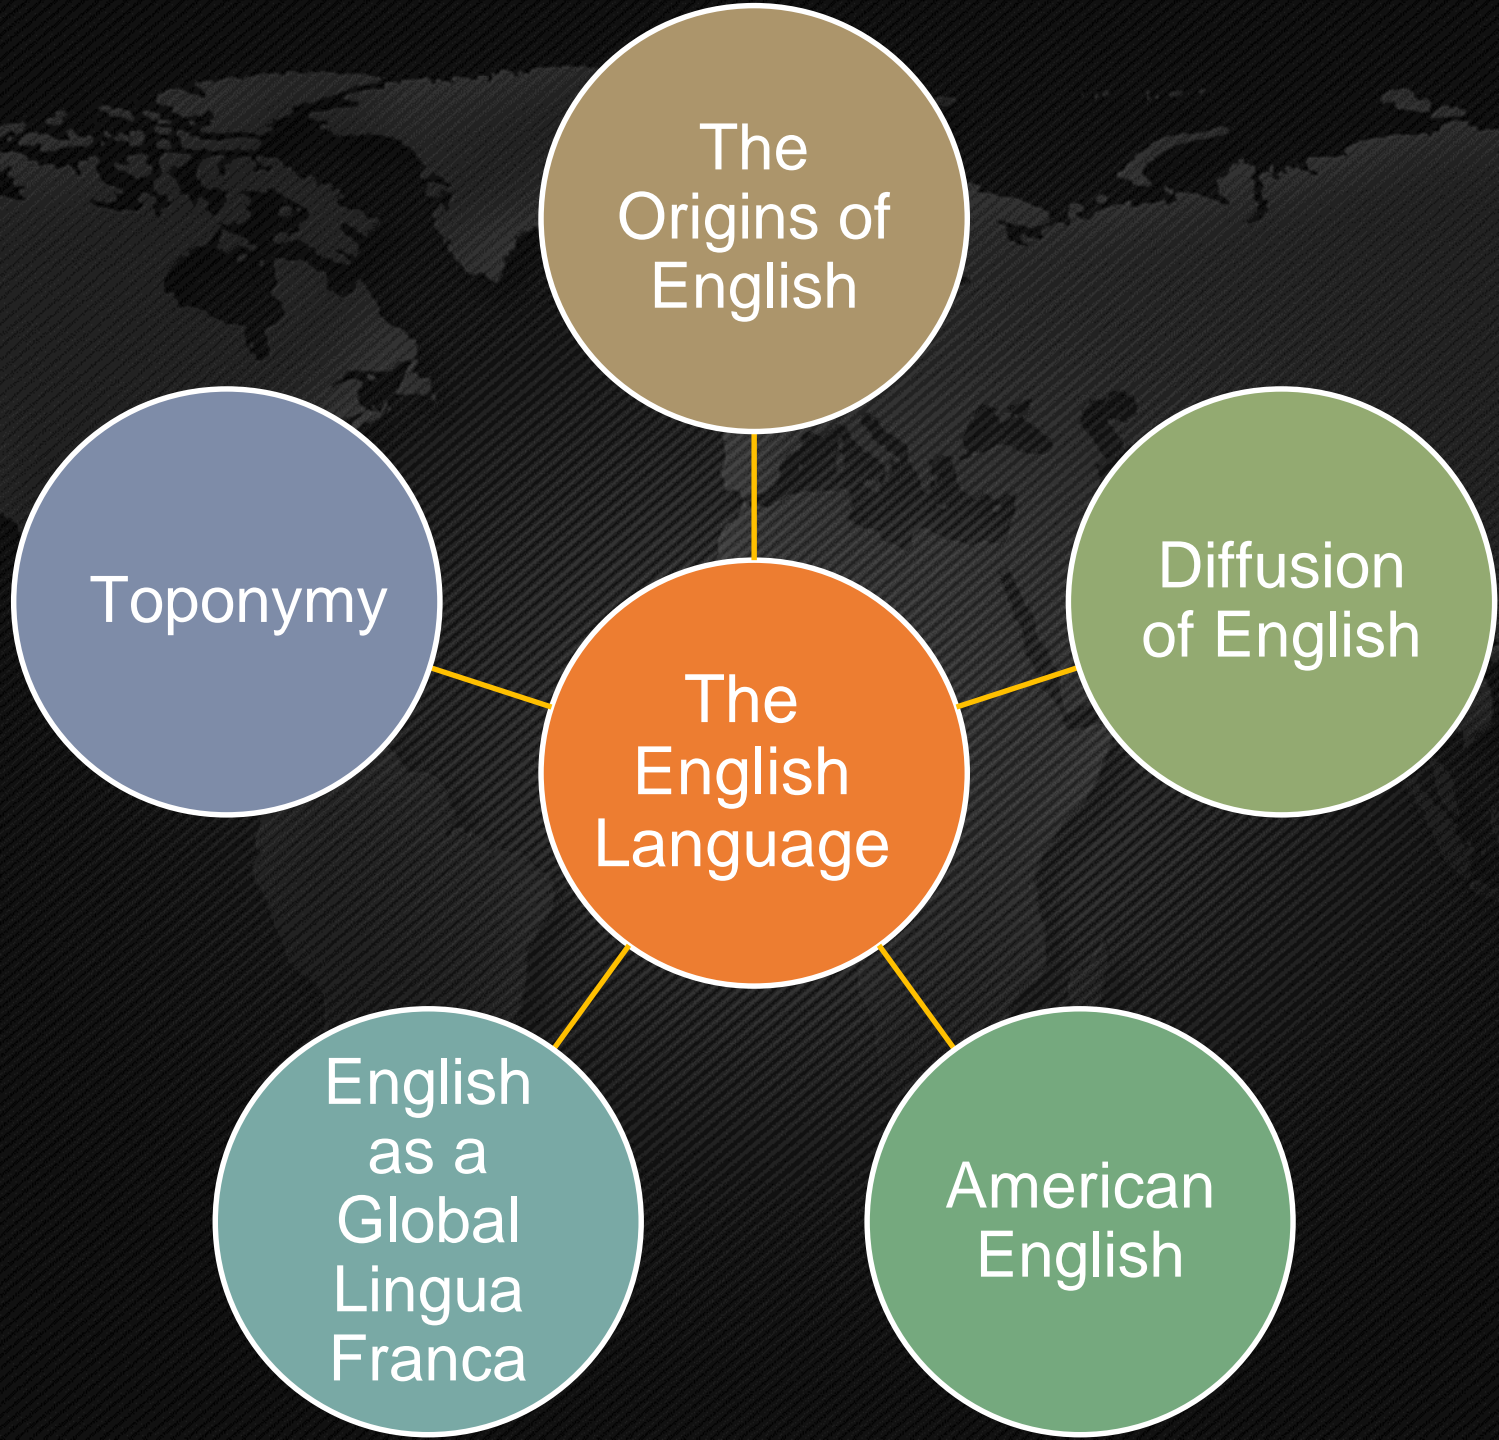 The
Origins of
English
Toponymy
Diffusion
of English
The
English
Language
English
as a
Global
Lingua
Franca
American
English